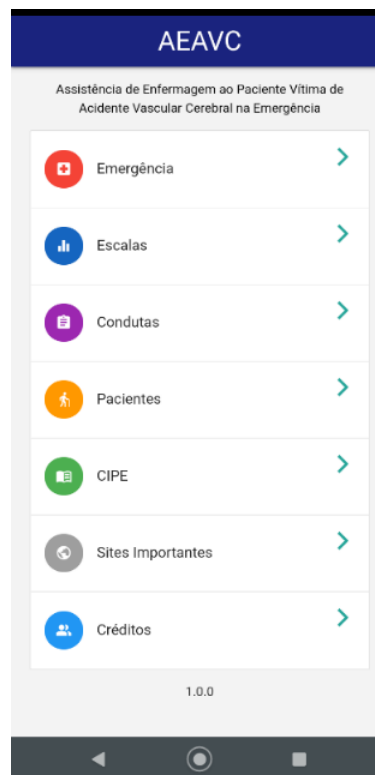 AEAVC
Assistência de Enfermagem ao Paciente Vítima de
Acidente Vascular Cerebral na Emergência
Emergência
Escalas
Condutas
Pacientes
CIPE
Sites Importantes
Créditos
1.0.0